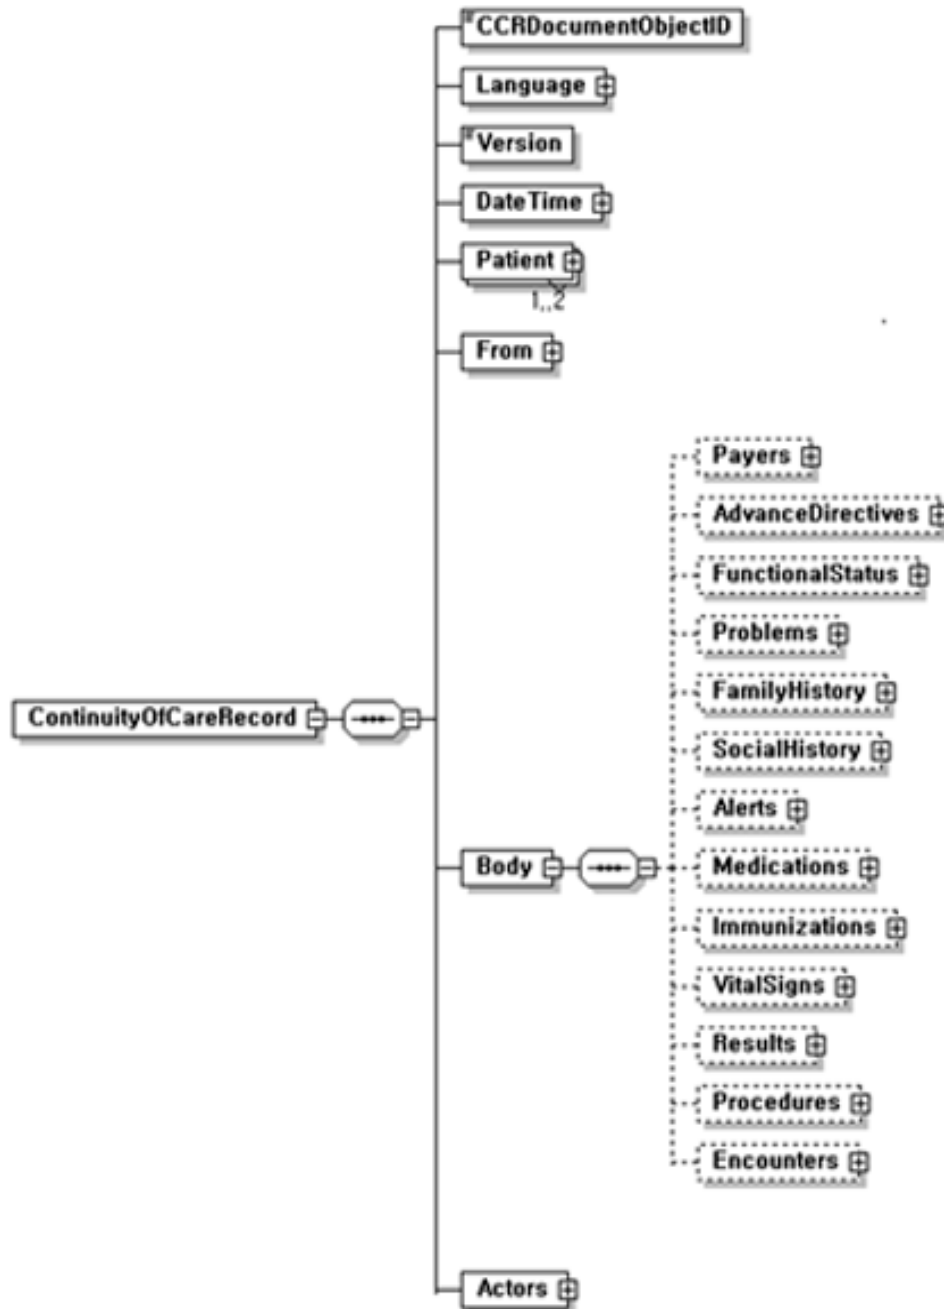 CCRDocumentObjectID
Language
Version
DateTime
Patient
1..2
From
Payers
AdvanceDirectives
FunctionalStatus
Problems
FamilyHistory
ContinuityOfCareRecord
SocialHistory
Alerts
Body
Medications
Immunizations
VitalSigns
Results
Procedures
Encounters
Actors